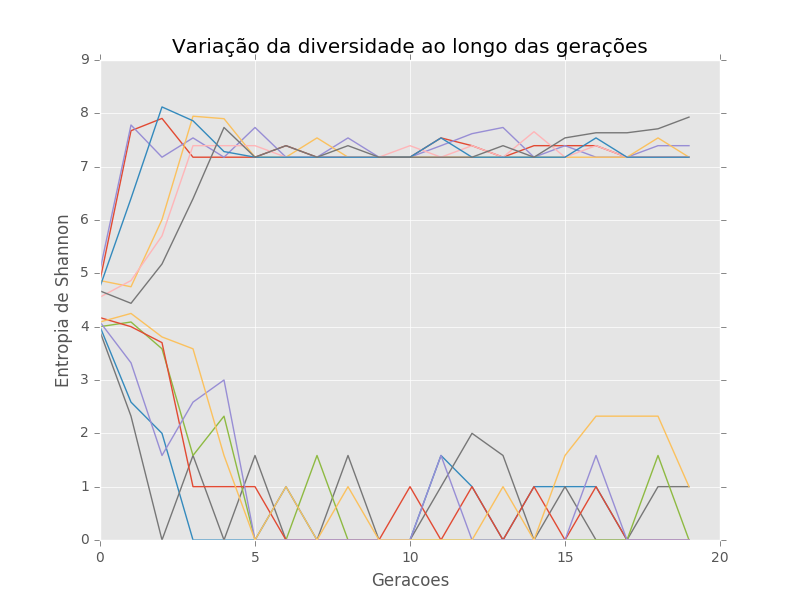 Variação da diversidade ao longo das gerações
Entropia de Shannon
9
8
7
6
5
4
3
2
1
0
0 5 10 15 20
Geracoes